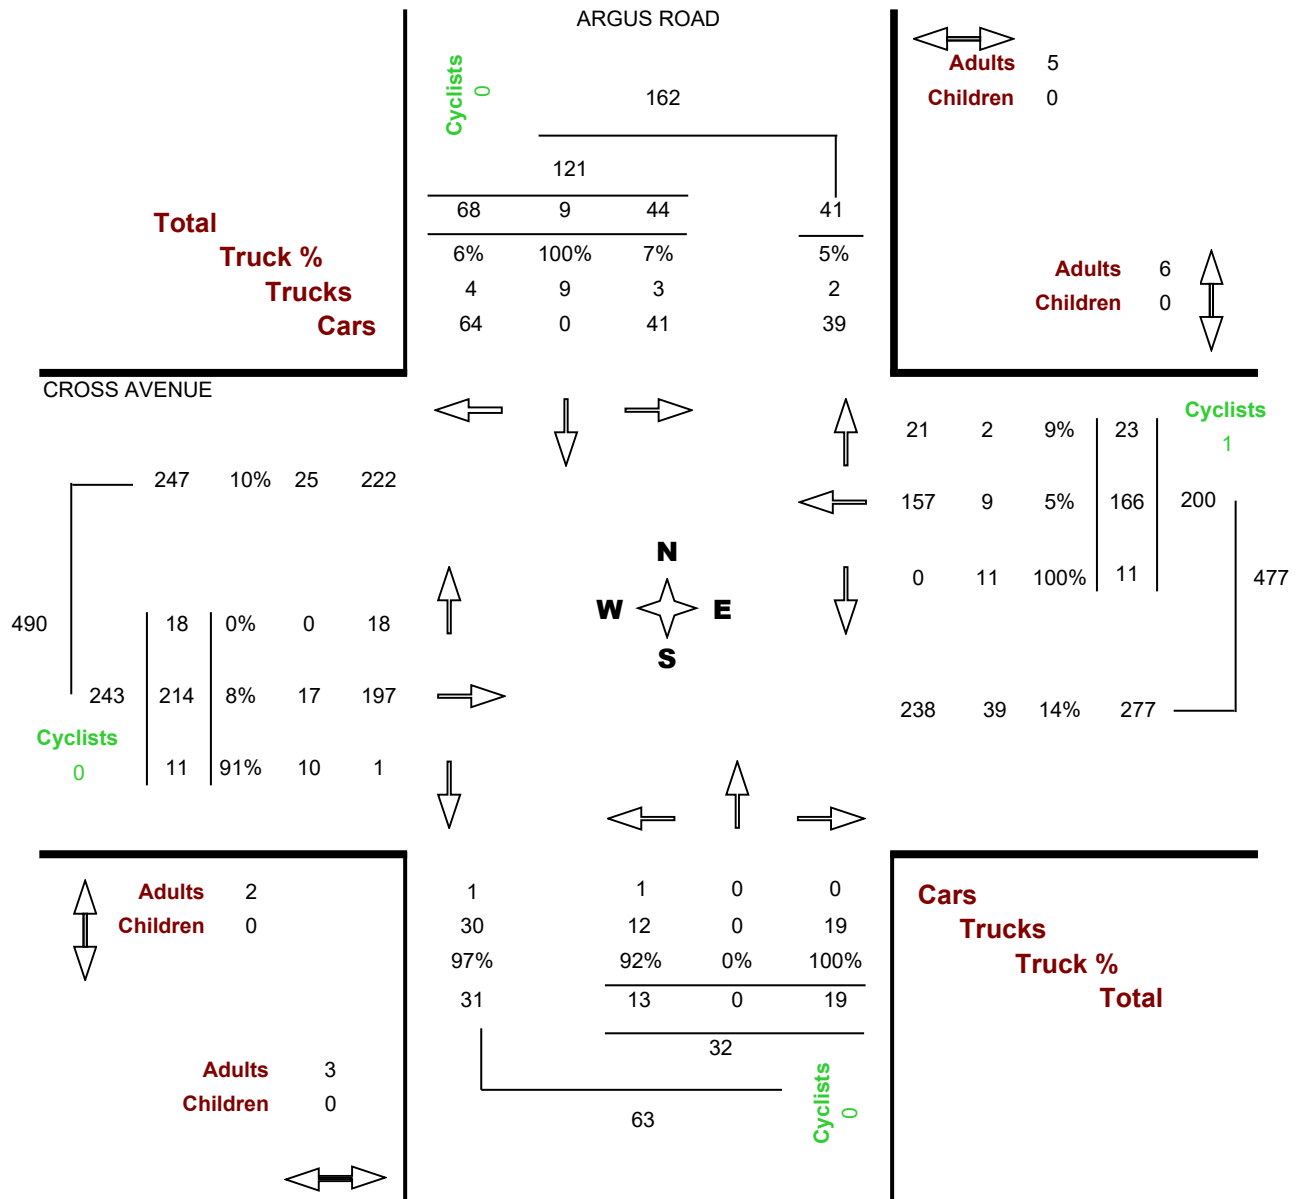 ARGUS ROAD
Cyclists
0
162
Adults 5
Children 0
121
68 9 44 41
Total
6% 100% 7% 5%
Truck %
4 9 3 2
Trucks
64 0 41 39
Cars
Adults 6
Children 0
CROSS AVENUE
Cyclists
1
21 2 9% 23
247 10% 25 222
157 9 5% 166 200
N
W E
S
0 11 100% 11
477
490
18 0% 0 18
243 214 8% 17 197
238 39 14% 277
Cyclists
0
11 91% 10 1
Adults 2
Children 0
1 1 0 0
30 12 0 19
97% 92% 0% 100%
31 13 0 19
Cars
Trucks
Truck %
Total
32
Adults 3
Children 0
63
Cyclists
0